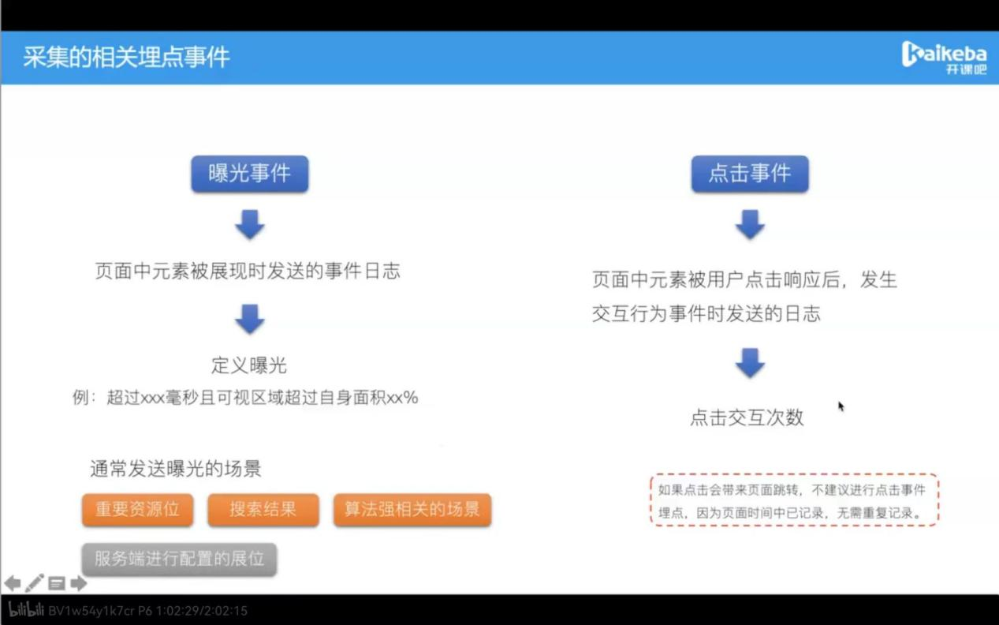 采集的相关埋点事件
Kaikeba
开课吧
曝光事件
页面中元素被展现时发送的事件日志
定义曝光
例：超过xxx毫秒且可视区域超过自身面积xx%
通常发送曝光的场景
重要资源位
搜索结果
算法强相关的场景
服务端进行配置的展位
点击事件
页面中元素被用户点击响应后，发生
交互行为事件时发送的日志
点击交互次数
如果点击会带来页面跳转，不建议进行点击事件
埋点，因为页面时间中已记录，无需重复记录。
bilibili BV1w54y1k7cr P6 1:02:29/2:02:15